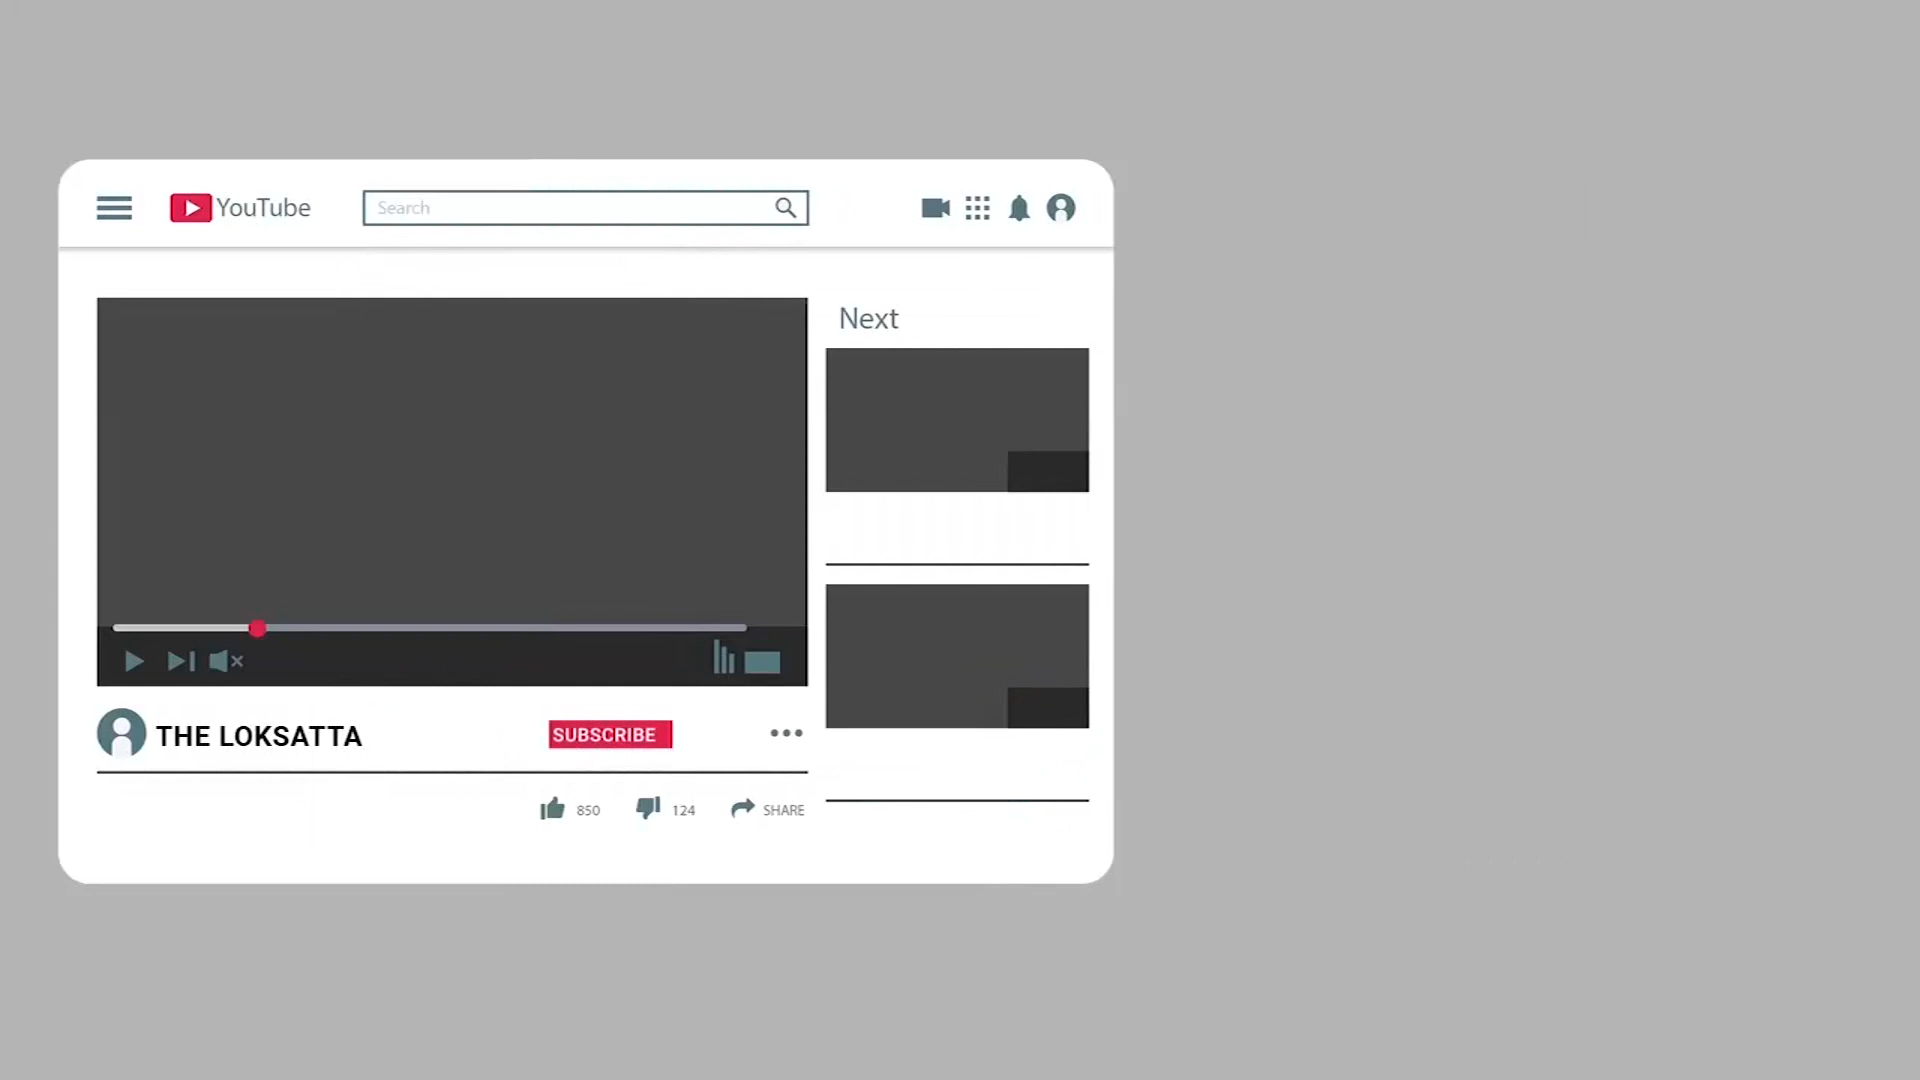 YouTube
Search
Next
THE LOKSATTA
SUBSCRIBE
850
124
SHARE